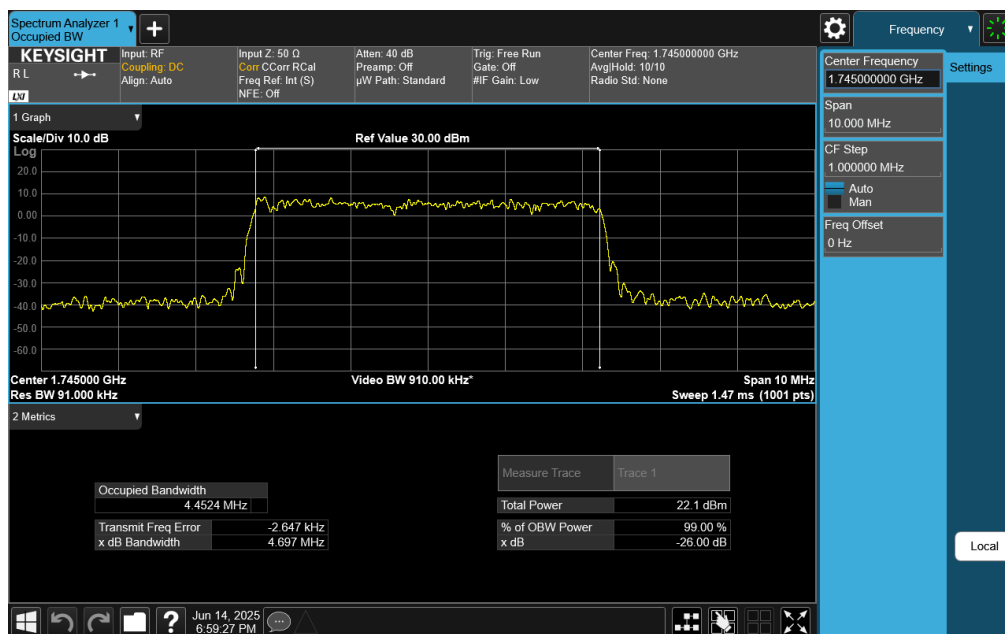 Spectrum Analyzer 1
Occupied BW
Frequency
KEYSIGHT
R L
LXI
Input: RF
Coupling: DC
Align: Auto
Input Z: 50 Ω
Corr CCorr RCal
Freq Ref: Int (S)
NFE: Off
Atten: 40 dB
Preamp: Off
µW Path: Standard
Trig: Free Run
Gate: Off
#IF Gain: Low
Center Freq: 1.745000000 GHz
Avg|Hold: 10/10
Radio Std: None
Center Frequency
1.745000000 GHz
Settings
Span
10.000 MHz
CF Step
1.000000 MHz
Auto
Man
Freq Offset
0 Hz
1 Graph
Scale/Div 10.0 dB
Ref Value 30.00 dBm
Log
20.0
10.0
0.00
-10.0
-20.0
-30.0
-40.0
-50.0
-60.0
Center 1.745000 GHz
Video BW 910.00 kHz*
Span 10 MHz
Res BW 91.000 kHz
Sweep 1.47 ms (1001 pts)
2 Metrics
Measure Trace
Trace 1
Occupied Bandwidth
4.4524 MHz
Total Power
22.1 dBm
Transmit Freq Error
-2.647 kHz
% of OBW Power
99.00 %
x dB Bandwidth
4.697 MHz
x dB
-26.00 dB
Local
?
Jun 14, 2025
6:59:27 PM